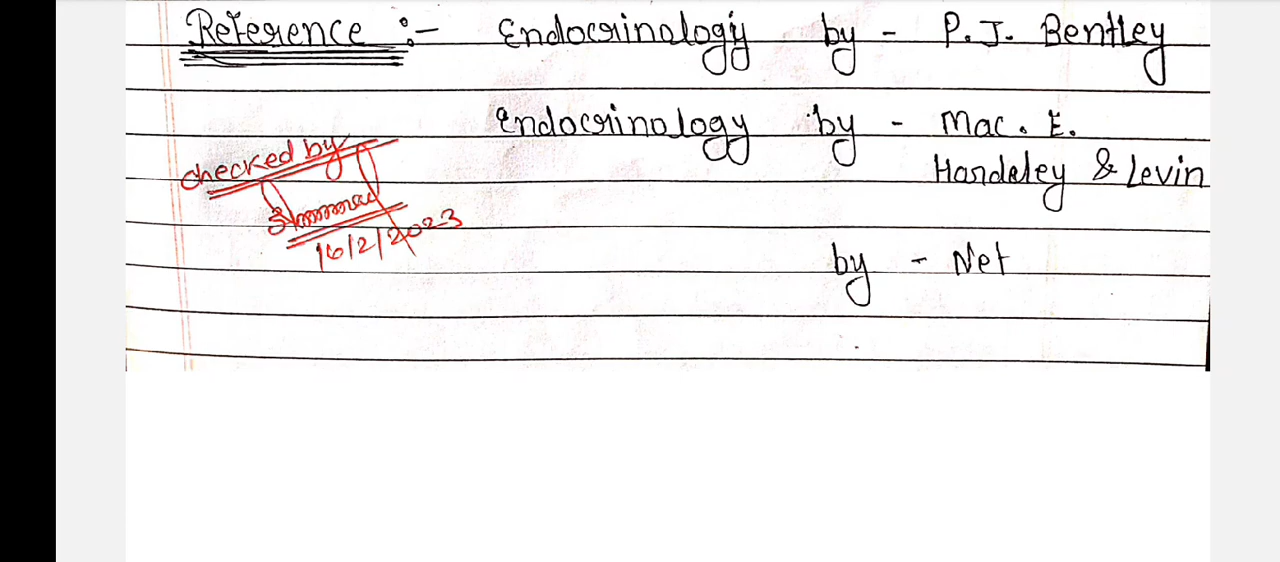 Reference :- Endocrinology by - P. J. Bentley
Endocrinology by - Mac. E.
Hardeley & Levin
checked by
16/2/2023
by - Net